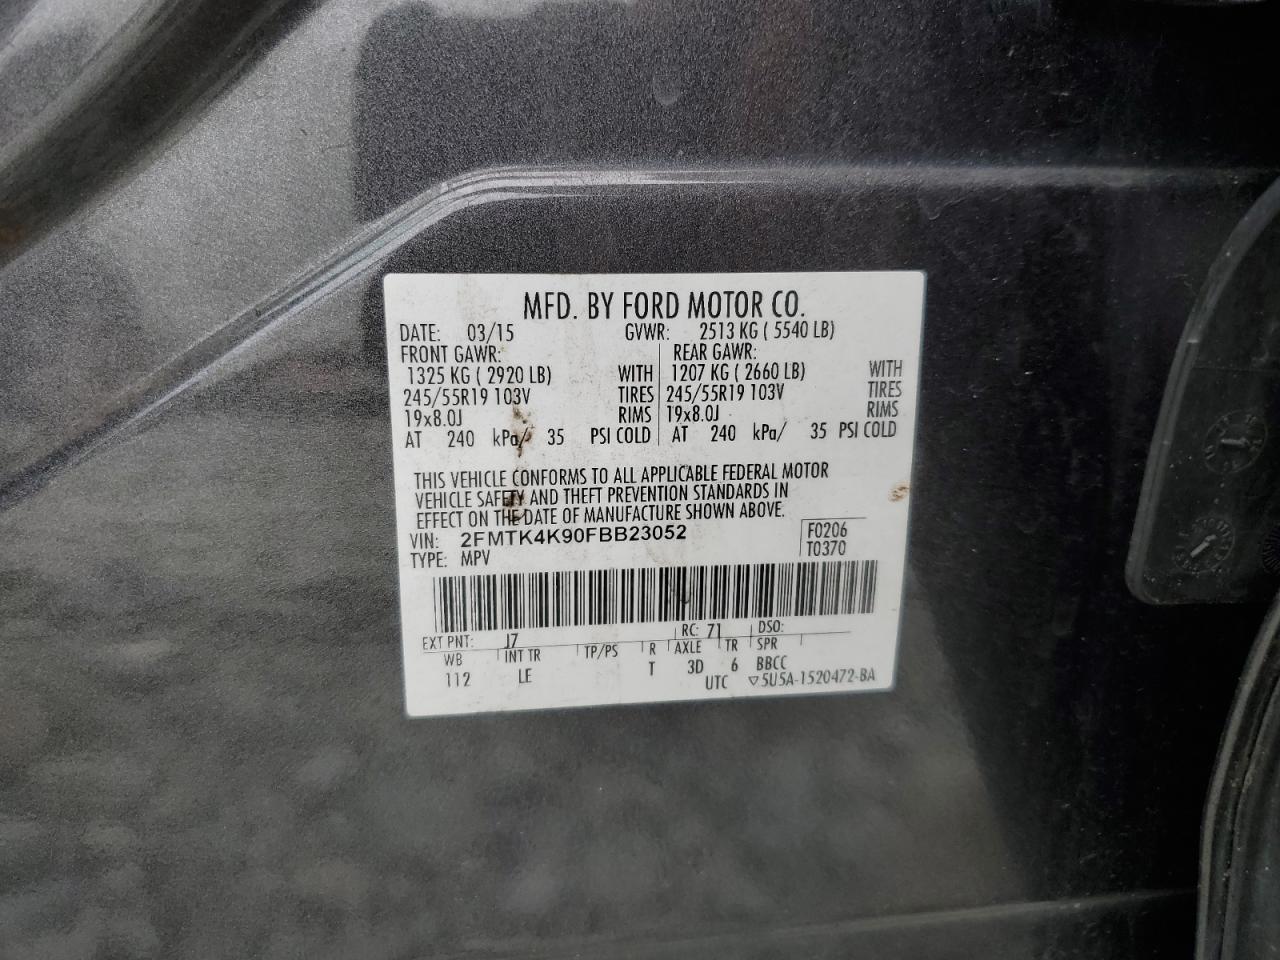 MFD. BY FORD MOTOR CO.
DATE: 03/15 GVWR: 2513 KG ( 5540 LB)
FRONT GAWR: REAR GAWR:
1325 KG ( 2920 LB) WITH 1207 KG ( 2660 LB) WITH
245/55R19 103V TIRES 245/55R19 103V TIRES
19x8.0J RIMS 19x8.0J RIMS
AT 240 kPa/ 35 PSI COLD AT 240 kPa/ 35 PSI COLD
THIS VEHICLE CONFORMS TO ALL APPLICABLE FEDERAL MOTOR
VEHICLE SAFETY AND THEFT PREVENTION STANDARDS IN
EFFECT ON THE DATE OF MANUFACTURE SHOWN ABOVE.
VIN: 2FMTK4K90FBB23052 F0206
TYPE: MPV T0370
EXT PNT: J7 RC: 71 DSO:
WB INT TR TP/PS R AXLE TR SPR
112 LE T 3D 6 BBCC
UTC ▽5U5A-1520472-BA
1